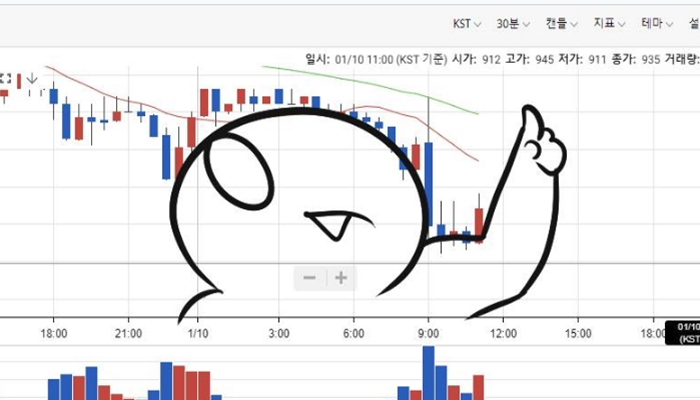 KST 30분 캔들 지표 테마 설
일시: 01/10 11:00 (KST 기준) 시가: 912 고가: 945 저가: 911 종가: 935 거래량:
18:00 21:00 1/10 3:00 6:00 9:00 12:00 15:00 18:0 01/10
(KST